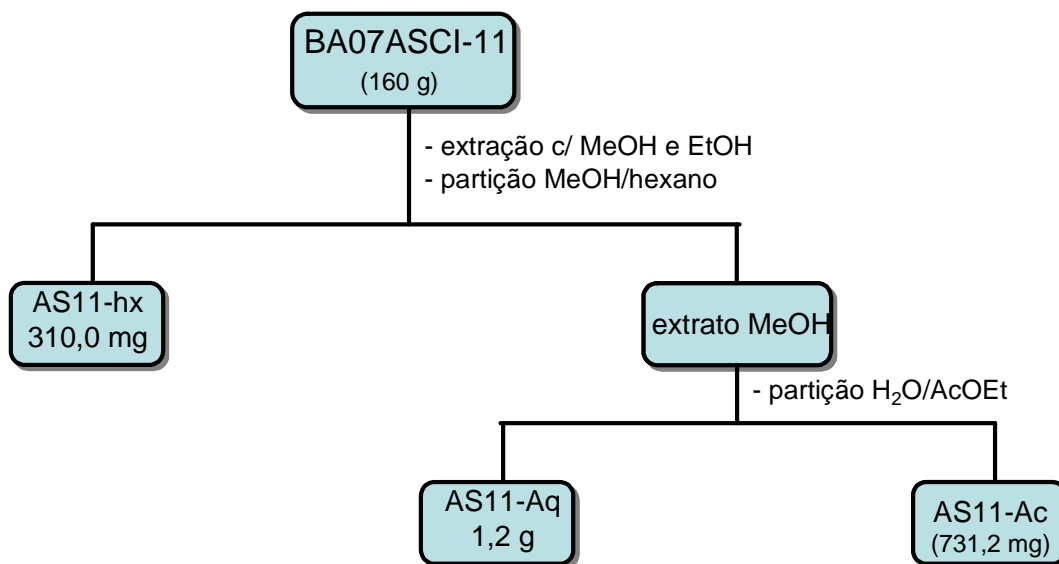 BA07ASCI-11
(160 g)
- extração c/ MeOH e EtOH
- partição MeOH/hexano
AS11-hx
310,0 mg
extrato MeOH
- partição H₂O/AcOEt
AS11-Aq
1,2 g
AS11-Ac
(731,2 mg)